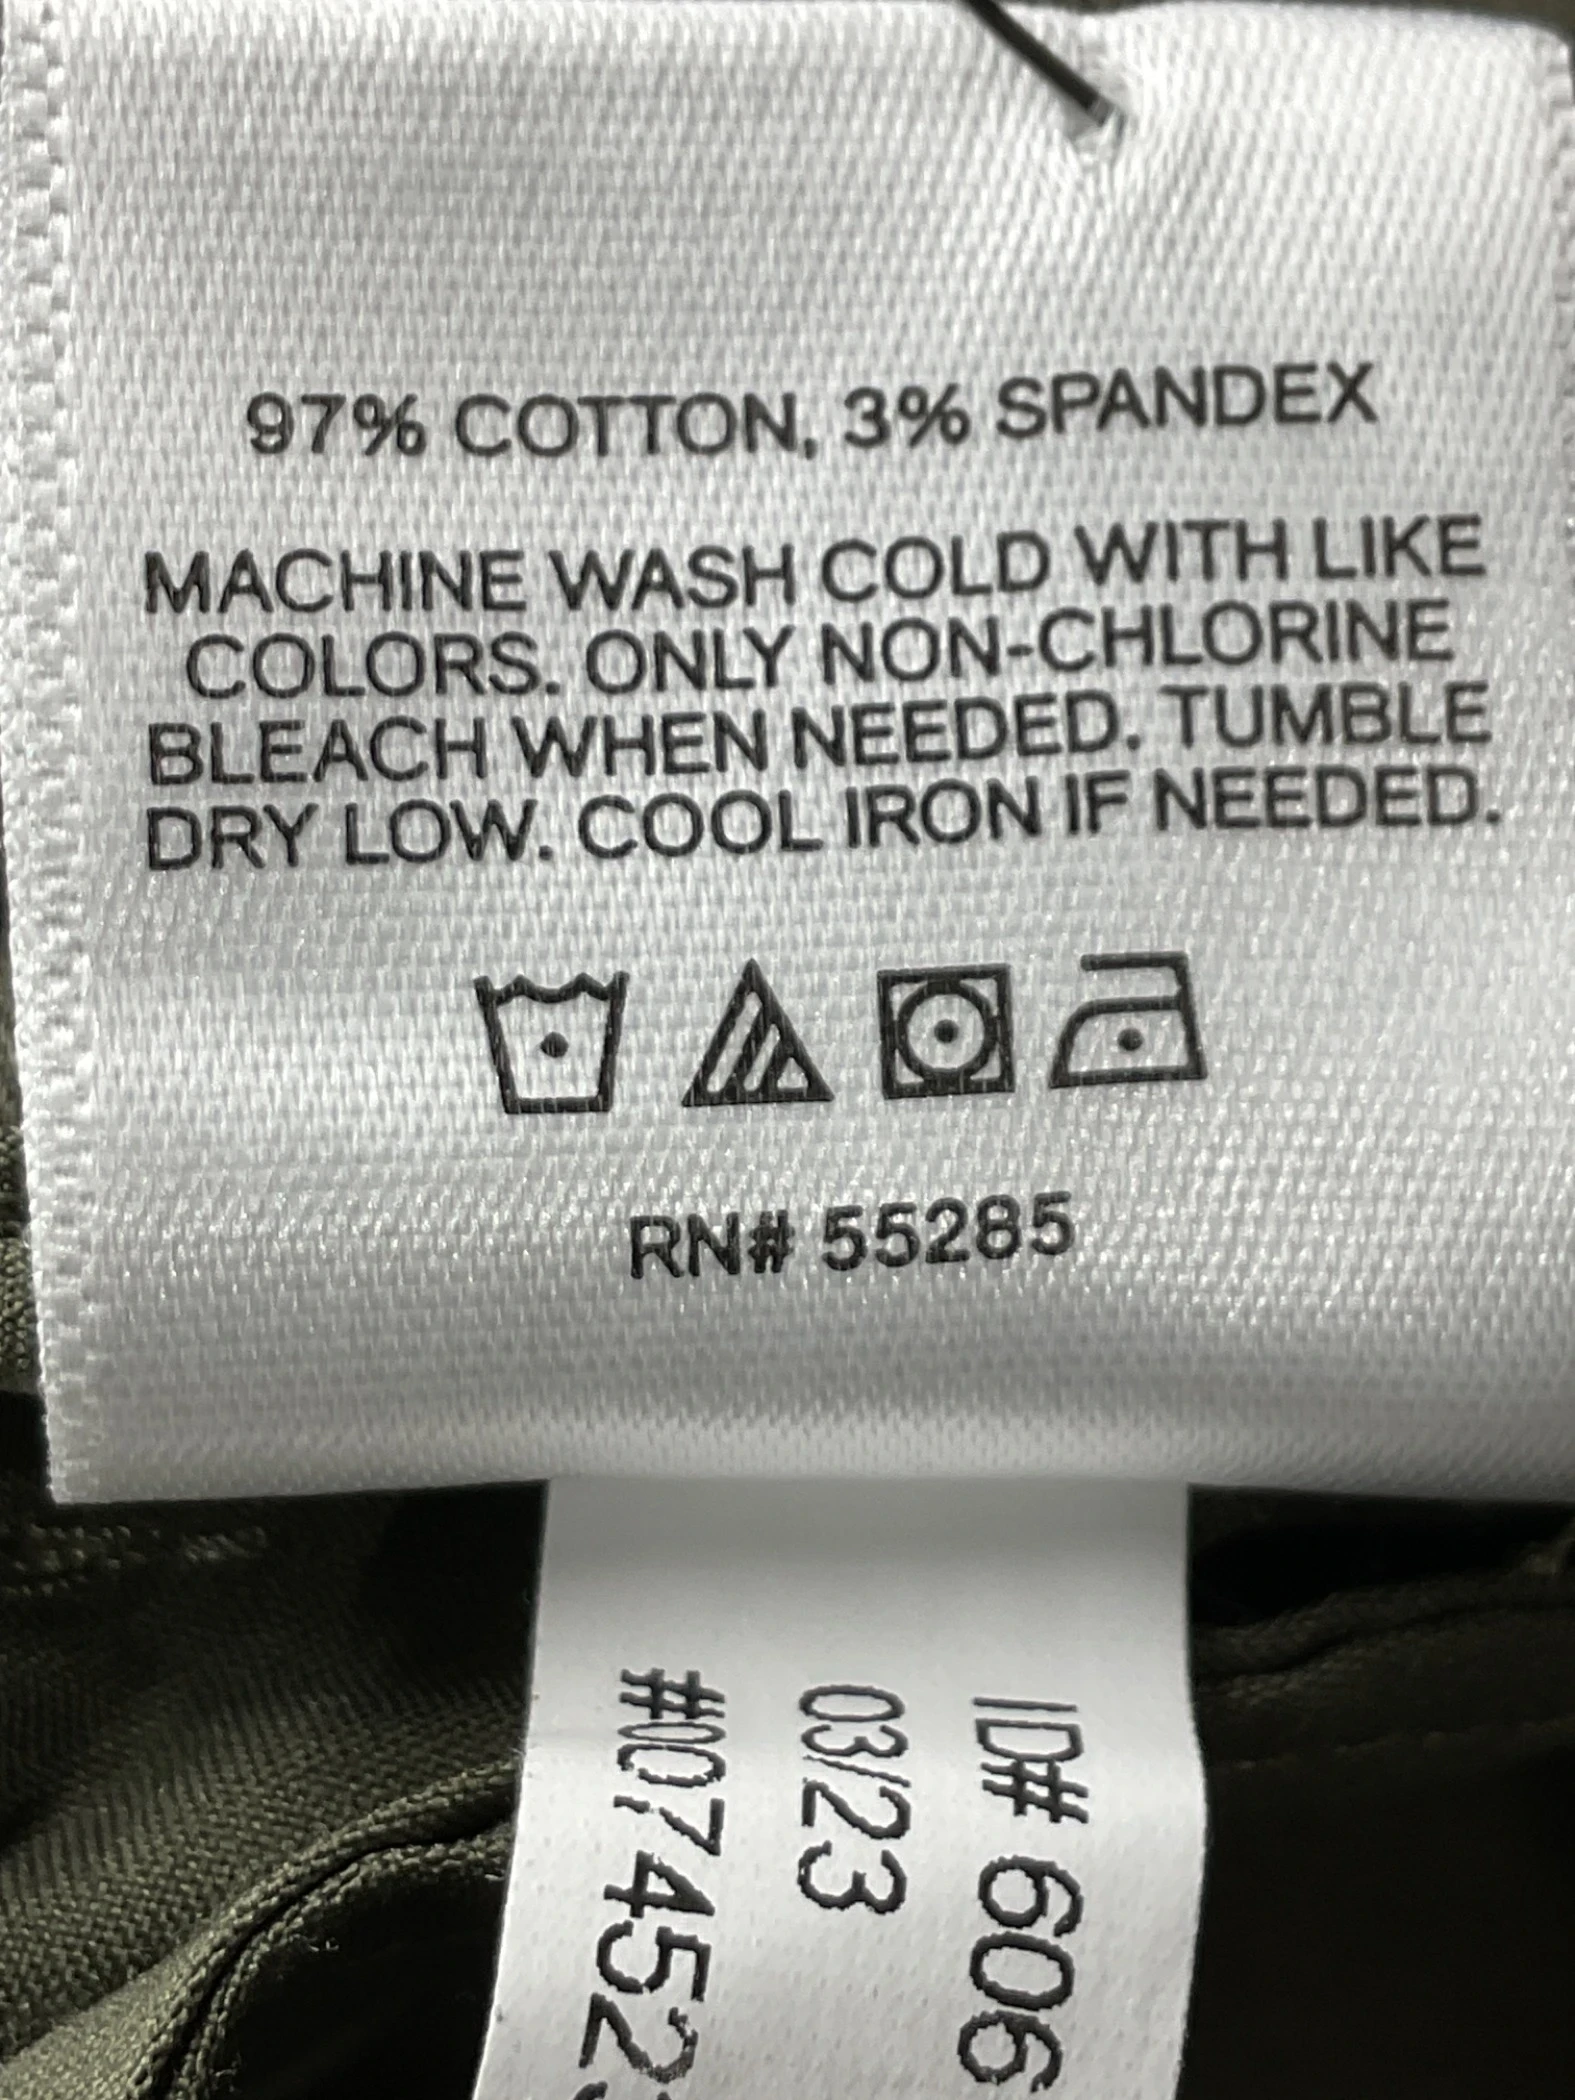 97% COTTON, 3% SPANDEX
MACHINE WASH COLD WITH LIKE
COLORS. ONLY NON-CHLORINE
BLEACH WHEN NEEDED. TUMBLE
DRY LOW. COOL IRON IF NEEDED.
RN# 55285
ID# 606
03/23
#007452